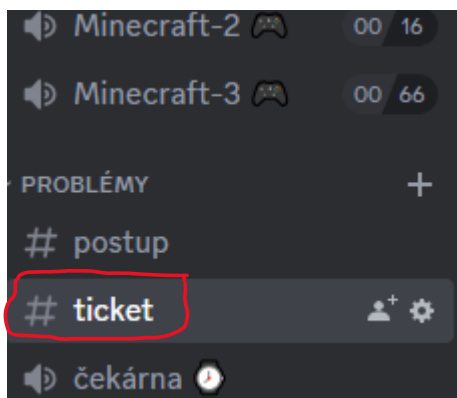 Minecraft-2 🎮 00 16
Minecraft-3 🎮 00 66
PROBLÉMY
# postup
# ticket
čekárna ⌚